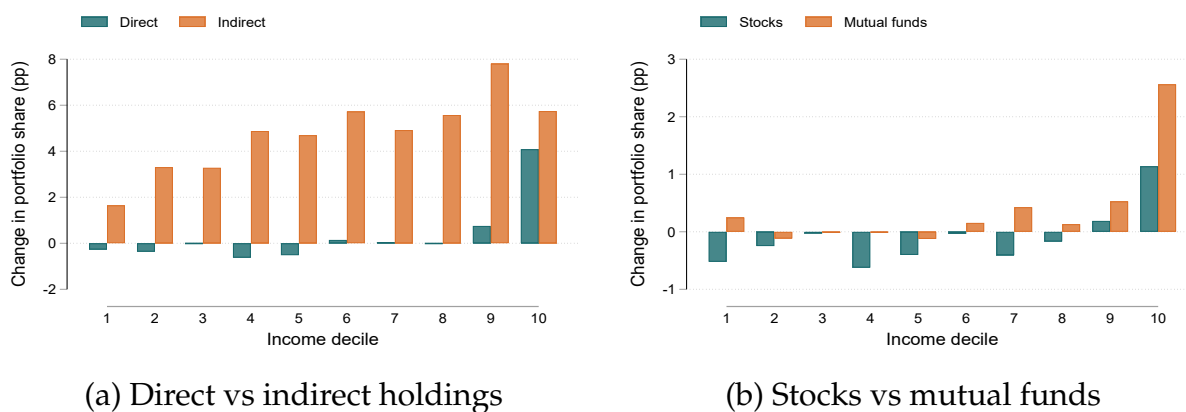 Direct Indirect
Change in portfolio share (pp)
8
6
4
2
0
-2
1 2 3 4 5 6 7 8 9 10
Income decile
(a) Direct vs indirect holdings
Stocks Mutual funds
Change in portfolio share (pp)
3
2
1
0
-1
1 2 3 4 5 6 7 8 9 10
Income decile
(b) Stocks vs mutual funds